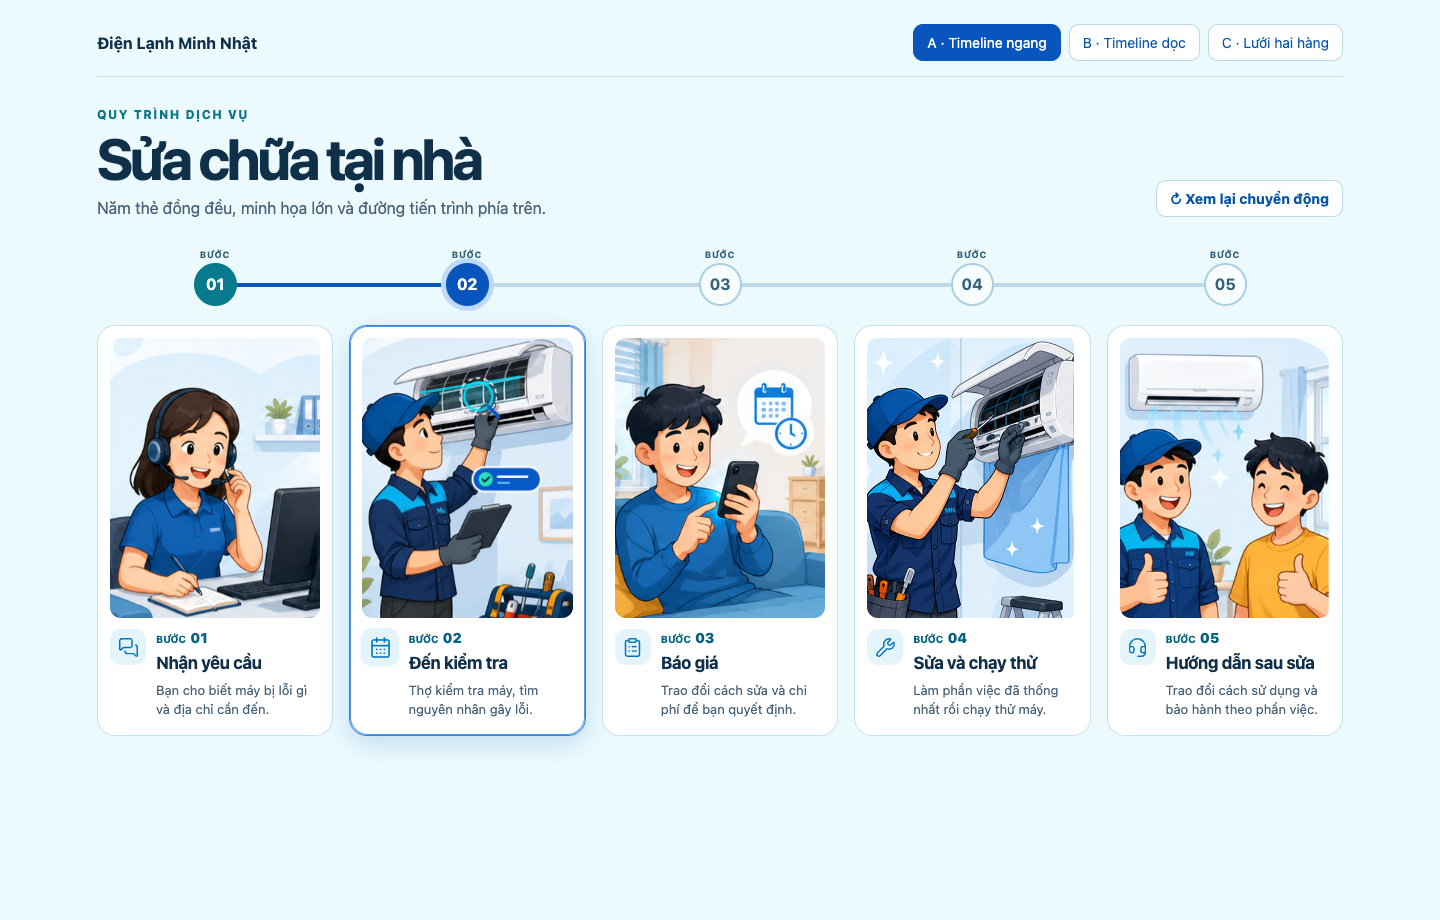 Điện Lạnh Minh Nhật
A · Timeline ngang
B · Timeline dọc
C · Lưới hai hàng
QUY TRÌNH DỊCH VỤ
Sửa chữa tại nhà
Năm thẻ đồng đều, minh họa lớn và đường tiến trình phía trên.
↻ Xem lại chuyển động
BƯỚC
01
BƯỚC
02
BƯỚC
03
BƯỚC
04
BƯỚC
05
BƯỚC 01
Nhận yêu cầu
Bạn cho biết máy bị lỗi gì
và địa chỉ cần đến.
MN
BƯỚC 02
Đến kiểm tra
Thợ kiểm tra máy, tìm
nguyên nhân gây lỗi.
BƯỚC 03
Báo giá
Trao đổi cách sửa và chi
phí để bạn quyết định.
MN
BƯỚC 04
Sửa và chạy thử
Làm phần việc đã thống
nhất rồi chạy thử máy.
MN
BƯỚC 05
Hướng dẫn sau sửa
Trao đổi cách sử dụng và
bảo hành theo phần việc.